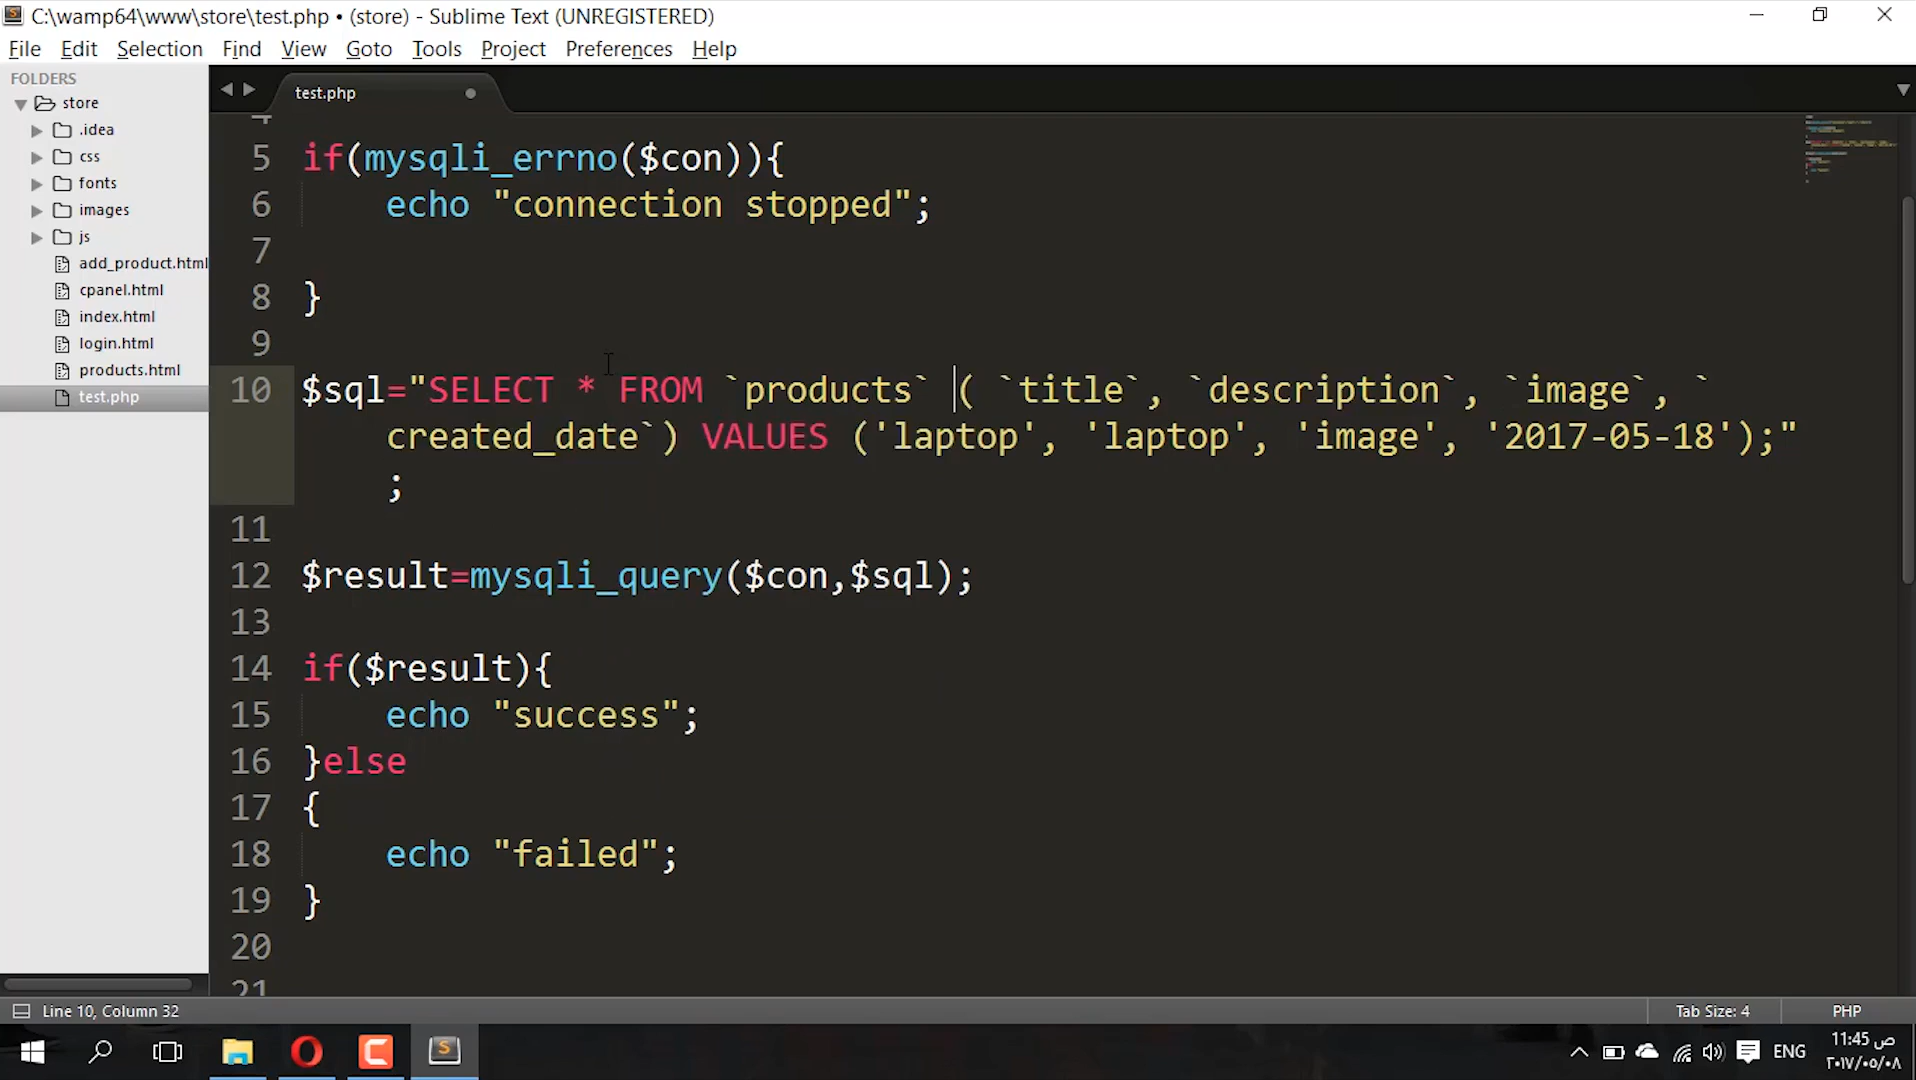 C:\wamp64\www\store\test.php • (store) - Sublime Text (UNREGISTERED)
File Edit Selection Find View Goto Tools Project Preferences Help
FOLDERS
store
.idea
css
fonts
images
js
add_product.html
cpanel.html
index.html
login.html
products.html
test.php
test.php
4
5 if(mysqli_errno($con)){
6 echo "connection stopped";
7
8 }
9
10 $sql="SELECT * FROM `products` ( `title`, `description`, `image`, `
created_date`) VALUES ('laptop', 'laptop', 'image', '2017-05-18');"
;
11
12 $result=mysqli_query($con,$sql);
13
14 if($result){
15 echo "success";
16 }else
17 {
18 echo "failed";
19 }
20
21
Line 10, Column 32 Tab Size: 4 PHP
ENG
11:45 ص
٢٠١٧/٠٥/٠٨